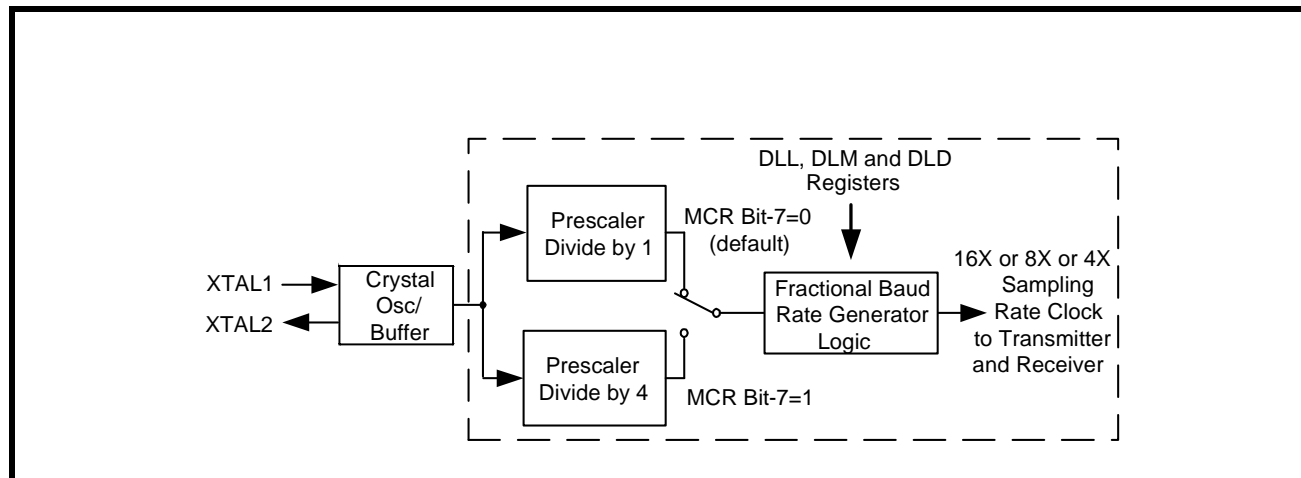 DLL, DLM and DLD
Registers
Prescaler
Divide by 1
MCR Bit-7=0
(default)
16X or 8X or 4X
Sampling
Rate Clock
to Transmitter
and Receiver
XTAL1
XTAL2
Crystal
Osc/
Buffer
Fractional Baud
Rate Generator
Logic
Prescaler
Divide by 4
MCR Bit-7=1